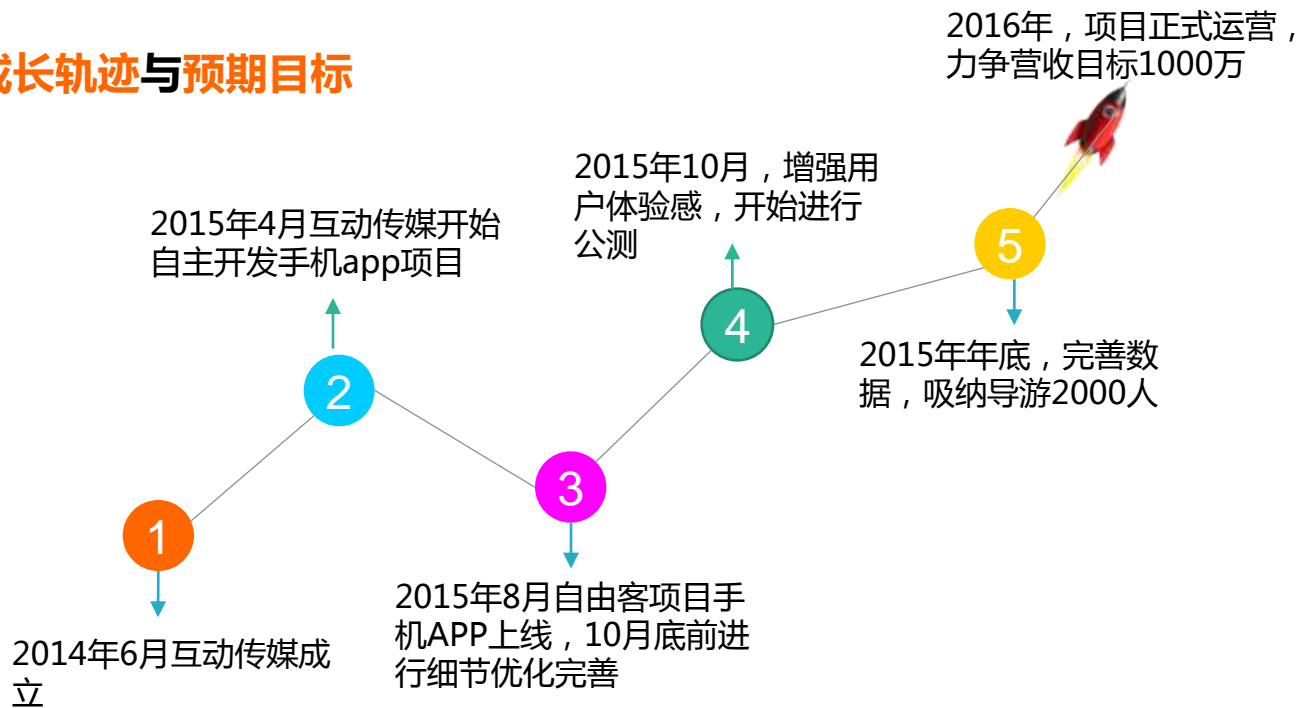 成长轨迹与预期目标
2016年，项目正式运营，
力争营收目标1000万
2015年10月，增强用
户体验感，开始进行
公测
2015年4月互动传媒开始
自主开发手机app项目
5
4
2015年年底，完善数
据，吸纳导游2000人
2
3
1
2015年8月自由客项目手
机APP上线，10月底前进
行细节优化完善
2014年6月互动传媒成
立